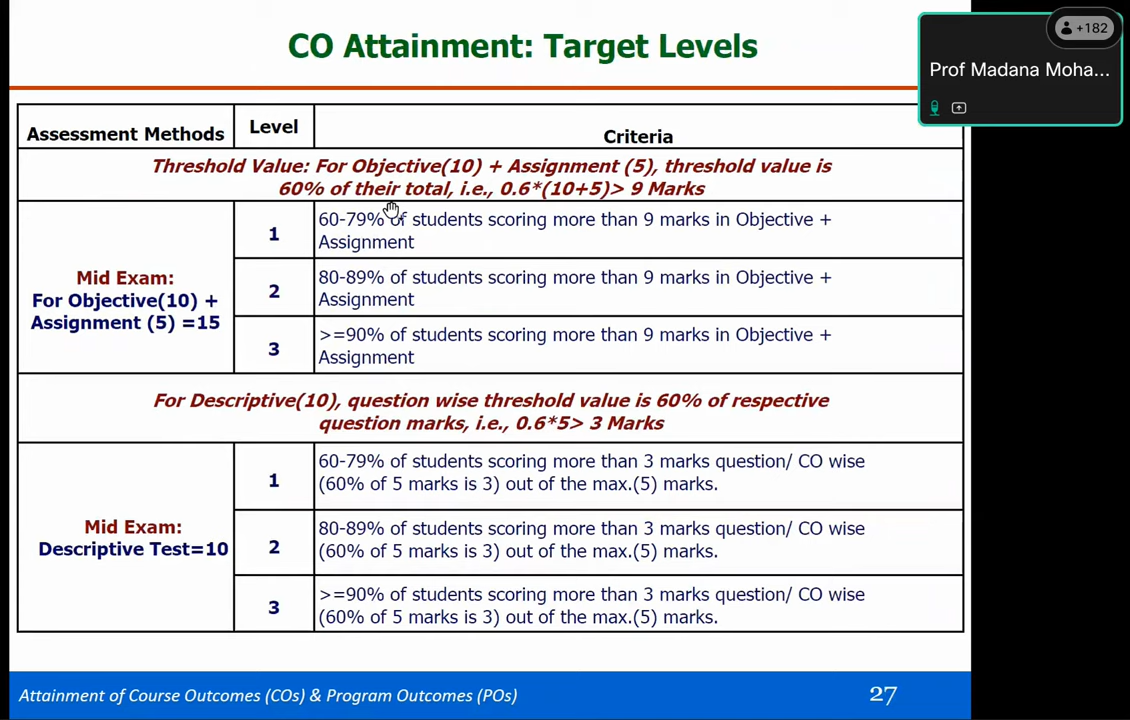 CO Attainment: Target Levels
+182
Prof Madana Moha...
Assessment Methods
Level
Criteria
Threshold Value: For Objective(10) + Assignment (5), threshold value is
60% of their total, i.e., 0.6*(10+5)> 9 Marks
Mid Exam:
For Objective(10) +
Assignment (5) =15
1
60-79% of students scoring more than 9 marks in Objective +
Assignment
2
80-89% of students scoring more than 9 marks in Objective +
Assignment
3
>=90% of students scoring more than 9 marks in Objective +
Assignment
For Descriptive(10), question wise threshold value is 60% of respective
question marks, i.e., 0.6*5> 3 Marks
Mid Exam:
Descriptive Test=10
1
60-79% of students scoring more than 3 marks question/ CO wise
(60% of 5 marks is 3) out of the max.(5) marks.
2
80-89% of students scoring more than 3 marks question/ CO wise
(60% of 5 marks is 3) out of the max.(5) marks.
3
>=90% of students scoring more than 3 marks question/ CO wise
(60% of 5 marks is 3) out of the max.(5) marks.
Attainment of Course Outcomes (COs) & Program Outcomes (POs)
27